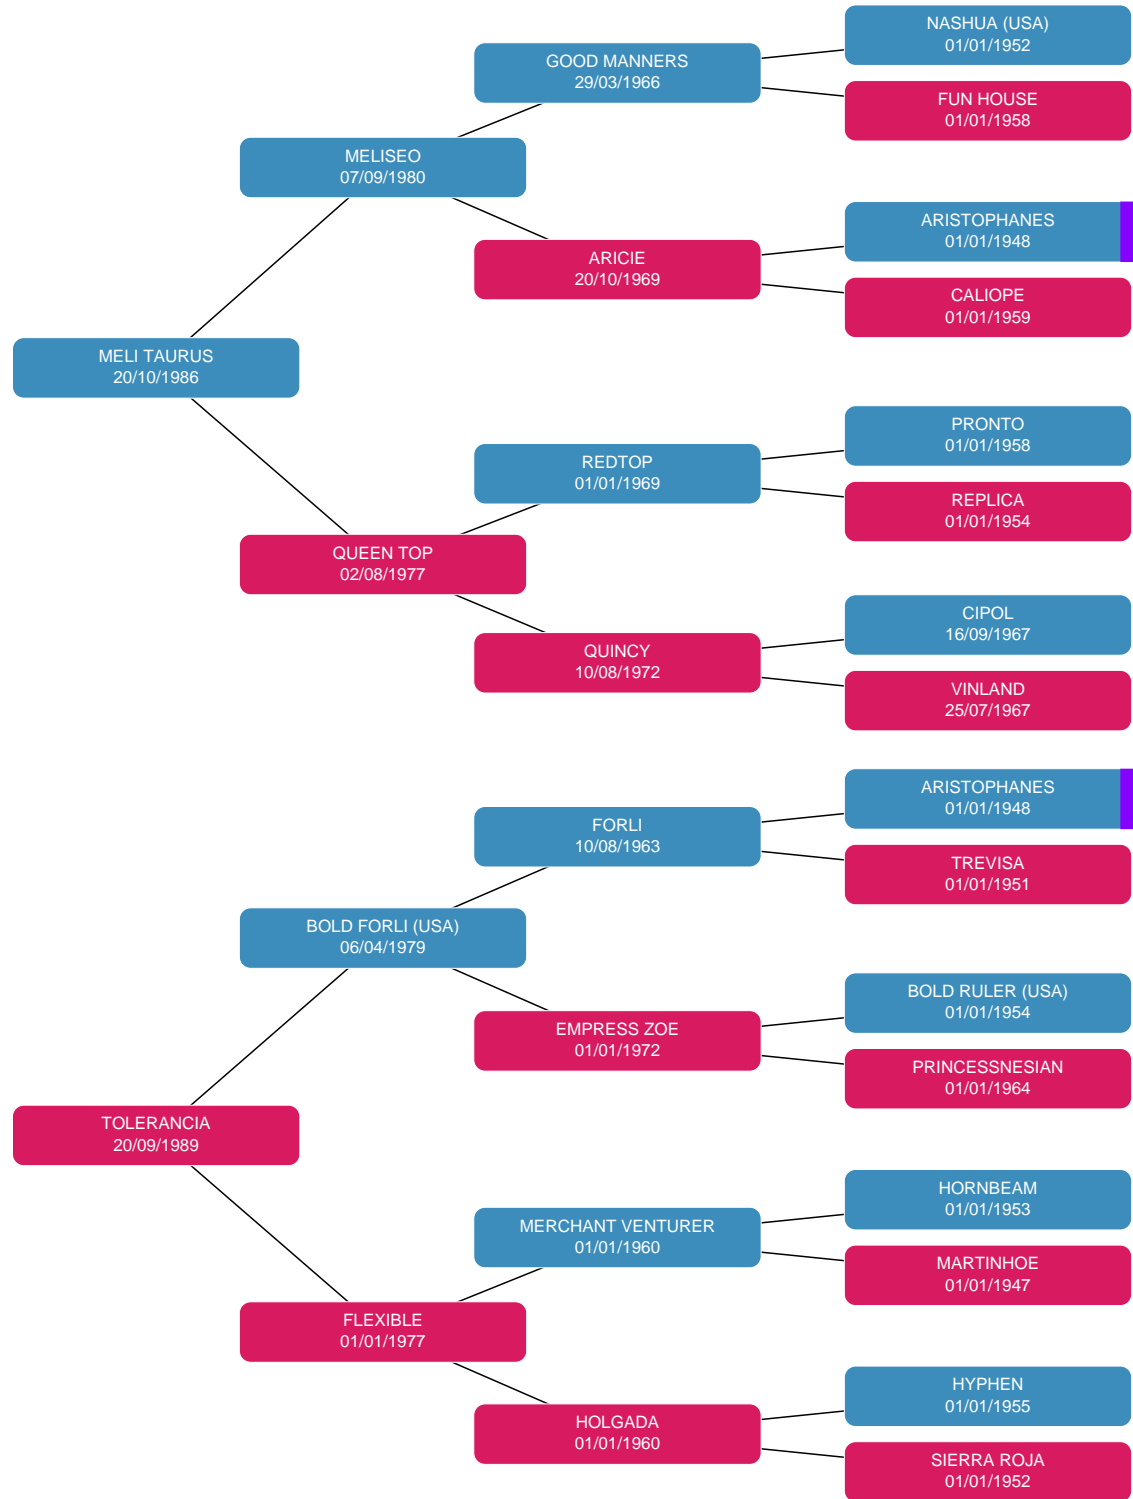 NASHUA (USA)
01/01/1952
GOOD MANNERS
29/03/1966
FUN HOUSE
01/01/1958
MELISEO
07/09/1980
ARISTOPHANES
01/01/1948
ARICIE
20/10/1969
CALIOPE
01/01/1959
MELI TAURUS
20/10/1986
PRONTO
01/01/1958
REDTOP
01/01/1969
REPLICA
01/01/1954
QUEEN TOP
02/08/1977
CIPOL
16/09/1967
QUINCY
10/08/1972
VINLAND
25/07/1967
ARISTOPHANES
01/01/1948
FORLI
10/08/1963
TREVISA
01/01/1951
BOLD FORLI (USA)
06/04/1979
BOLD RULER (USA)
01/01/1954
EMPRESS ZOE
01/01/1972
PRINCESSNESIAN
01/01/1964
TOLERANCIA
20/09/1989
HORNBEAM
01/01/1953
MERCHANT VENTURER
01/01/1960
MARTINHOE
01/01/1947
FLEXIBLE
01/01/1977
HYPHEN
01/01/1955
HOLGADA
01/01/1960
SIERRA ROJA
01/01/1952